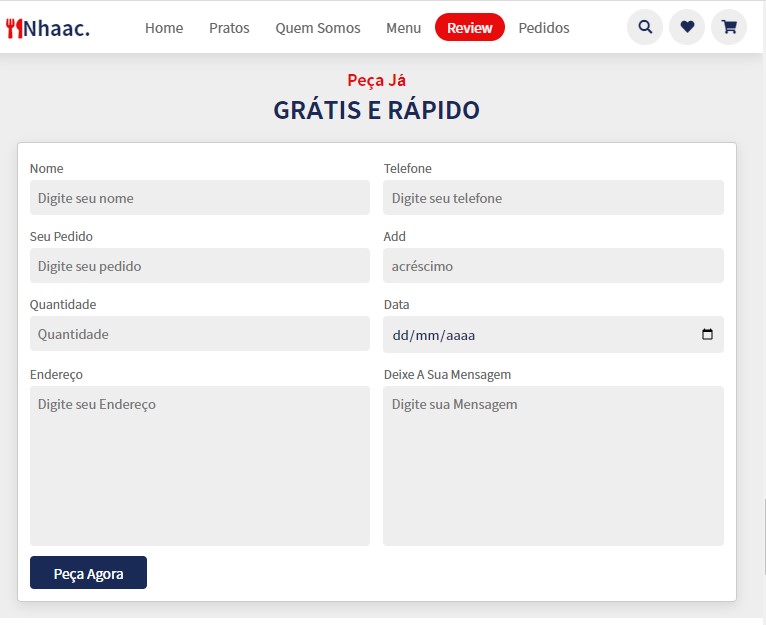 Nhaac. Home Pratos Quem Somos Menu Review Pedidos
Peça Já
GRÁTIS E RÁPIDO
Nome Telefone
Digite seu nome Digite seu telefone
Seu Pedido Add
Digite seu pedido acréscimo
Quantidade Data
Quantidade dd/mm/aaaa
Endereço Deixe A Sua Mensagem
Digite seu Endereço Digite sua Mensagem
Peça Agora